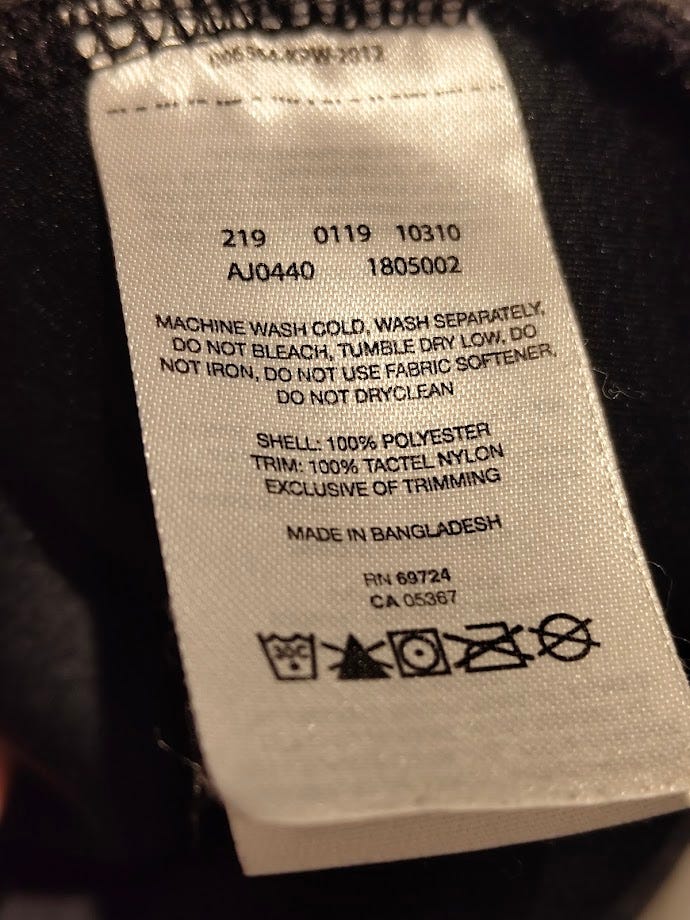 219 0119 10310
AJ0440 1805002
MACHINE WASH COLD, WASH SEPARATELY,
DO NOT BLEACH, TUMBLE DRY LOW, DO
NOT IRON, DO NOT USE FABRIC SOFTENER,
DO NOT DRYCLEAN
SHELL: 100% POLYESTER
TRIM: 100% TACTEL NYLON
EXCLUSIVE OF TRIMMING
MADE IN BANGLADESH
RN 69724
CA 05367
30C